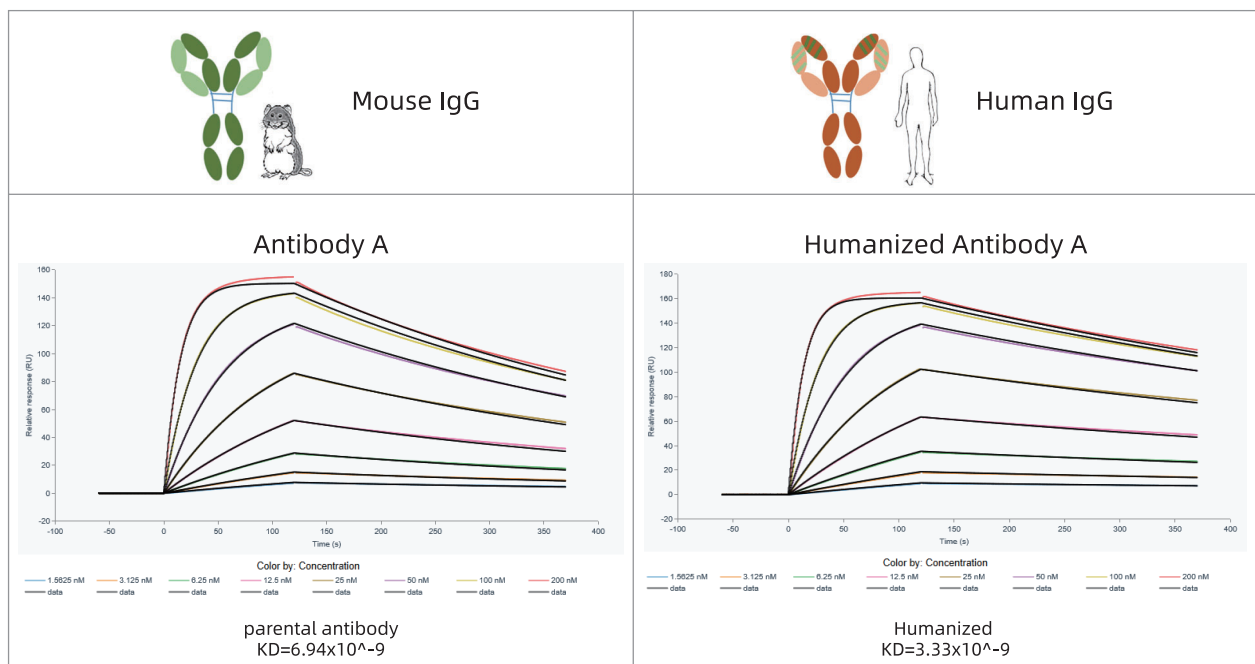 Mouse IgG
Human IgG
Antibody A
160
140
120
100
80
60
40
20
0
-20
Relative response (RU)
-100 -50 0 50 100 150 200 250 300 350 400
Time (s)
Color by: Concentration
1.5625 nM 3.125 nM 6.25 nM 12.5 nM 25 nM 50 nM 100 nM 200 nM
data data data data data data data data
parental antibody
KD=6.94x10^-9
Humanized Antibody A
180
160
140
120
100
80
60
40
20
0
-20
Relative response (RU)
-100 -50 0 50 100 150 200 250 300 350 400
Time (s)
Color by: Concentration
1.5625 nM 3.125 nM 6.25 nM 12.5 nM 25 nM 50 nM 100 nM 200 nM
data data data data data data data data
Humanized
KD=3.33x10^-9